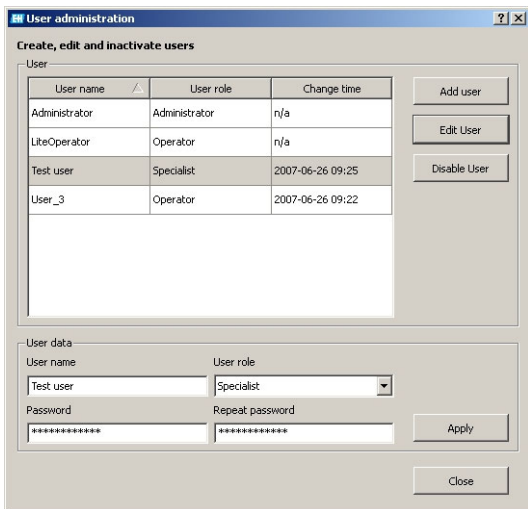 EH User administration ? X
Create, edit and inactivate users
User
User name User role Change time
Administrator Administrator n/a
LiteOperator Operator n/a
Test user Specialist 2007-06-26 09:25
User_3 Operator 2007-06-26 09:22
Add user
Edit User
Disable User
User data
User name User role
Test user Specialist
Password Repeat password
************ ************
Apply
Close